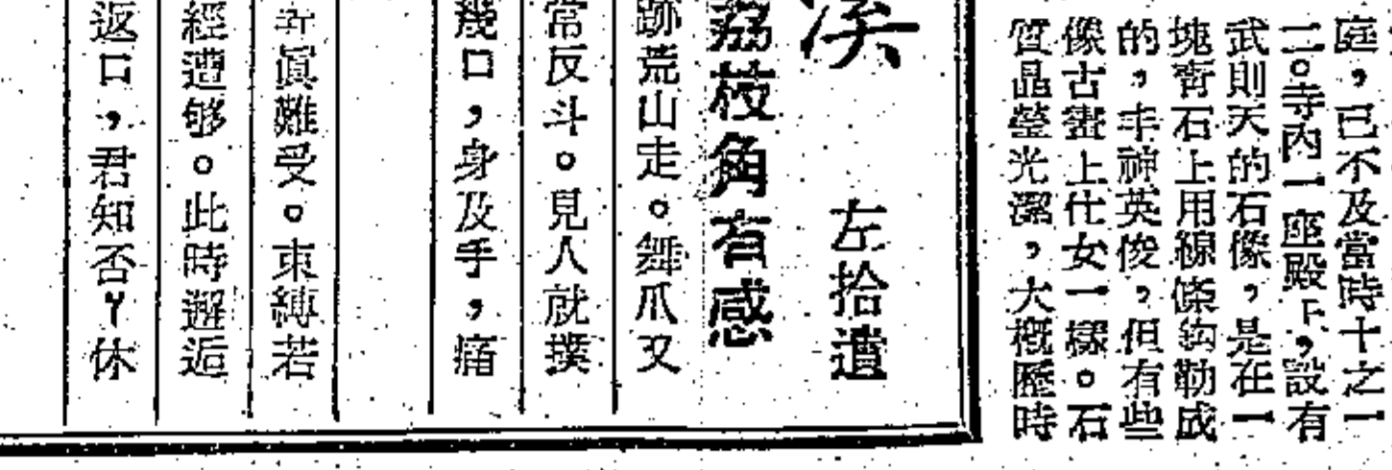 庭，已不及當時十之一
二。寺內一座殿下，設有
武則天的石像，是在一
塊青石上用線條鈎勒成
的，丰神英俊，但有些
像古畫上仕女一樣。石
質晶瑩光潔，大概歷時
溪　左拾遺
荔枝角有感
跡荒山走。舞爪又
常反斗。見人就撲
幾口，身及手，痛
真難受。束縛若
經遭够。此時邂逅
返口，君知否？休